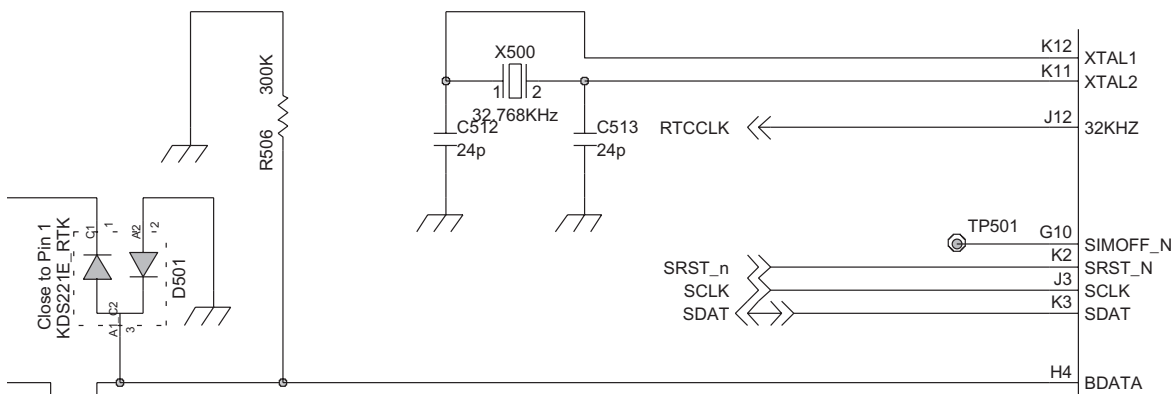 X500
1
2
32.768KHz
C512
24p
C513
24p
300K
R506
K12
XTAL1
K11
XTAL2
RTCCLK
J12
32KHZ
TP501
G10
SIMOFF_N
SRST_n
K2
SRST_N
SCLK
J3
SCLK
SDAT
K3
SDAT
H4
BDATA
Close to Pin 1
KDS221E_RTK
C1
1
A2
2
A1
C2
3
D501